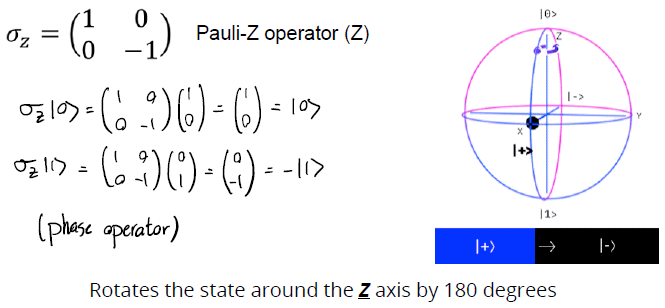 σz = (1 0 0 −1) Pauli-Z operator (Z)
σz|0> = (1 0 0 -1)(1 0) = (1 0) = |0>
σz|1> = (1 0 0 -1)(0 1) = (0 -1) = -|1>
(phase operator)
|0>
Z
|->
Y
X
|+>
|1>
|+) → |-)
Rotates the state around the Z axis by 180 degrees